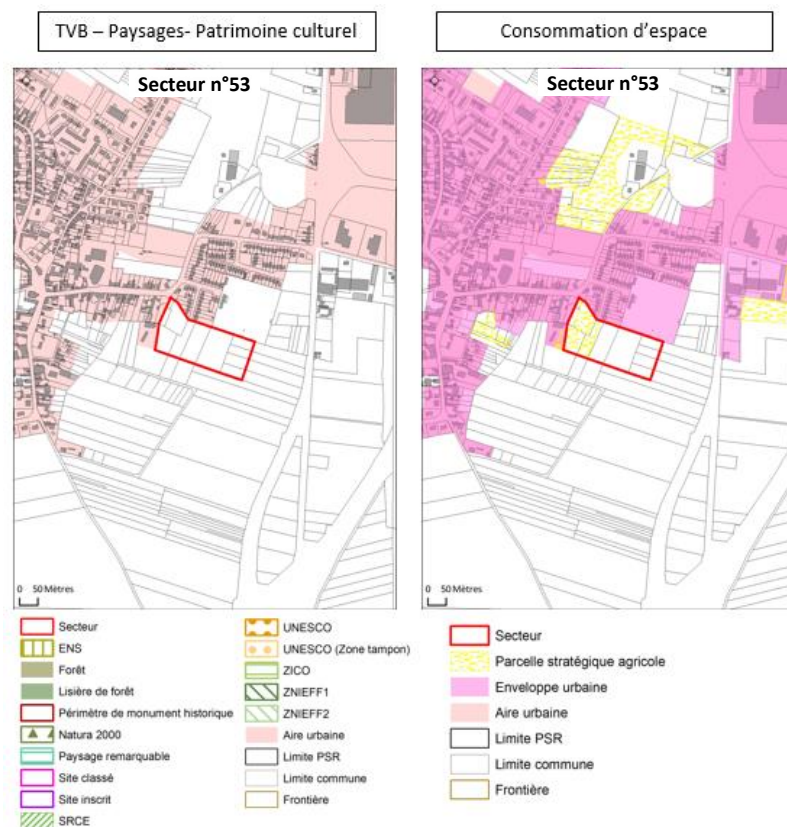 TVB – Paysages- Patrimoine culturel
Consommation d'espace
Secteur n°53
Secteur n°53
0 50 Mètres
0 50 Mètres
Secteur
ENS
Forêt
Lisière de forêt
Périmètre de monument historique
Natura 2000
Paysage remarquable
Site classé
Site inscrit
SRCE
UNESCO
UNESCO (Zone tampon)
ZICO
ZNIEFF1
ZNIEFF2
Aire urbaine
Limite PSR
Limite commune
Frontière
Secteur
Parcelle stratégique agricole
Enveloppe urbaine
Aire urbaine
Limite PSR
Limite commune
Frontière